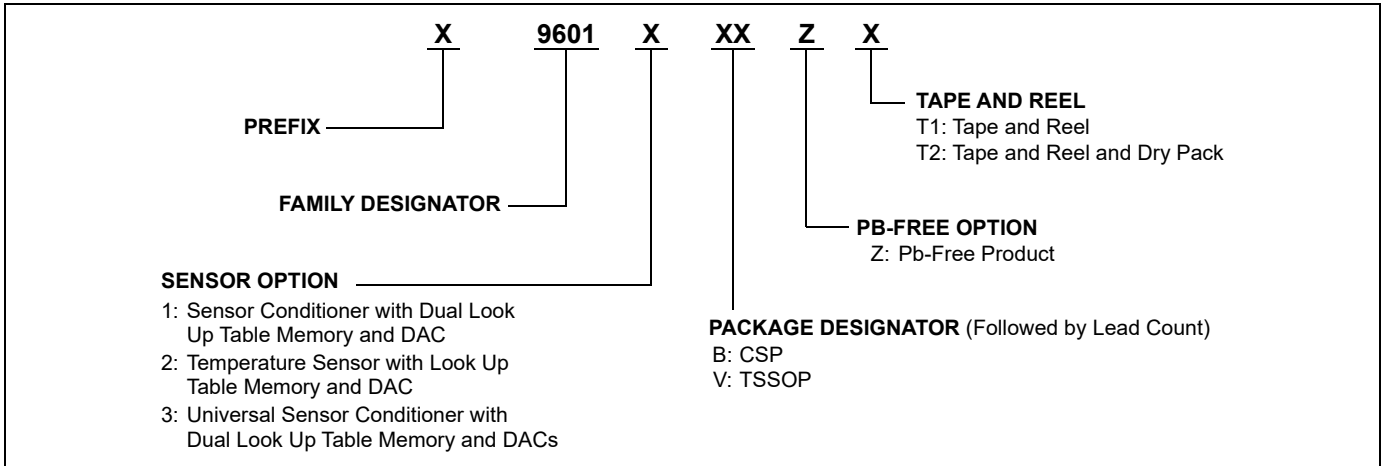 X 9601 X XX Z X
PREFIX
FAMILY DESIGNATOR
SENSOR OPTION
1: Sensor Conditioner with Dual Look
Up Table Memory and DAC
2: Temperature Sensor with Look Up
Table Memory and DAC
3: Universal Sensor Conditioner with
Dual Look Up Table Memory and DACs
TAPE AND REEL
T1: Tape and Reel
T2: Tape and Reel and Dry Pack
PB-FREE OPTION
Z: Pb-Free Product
PACKAGE DESIGNATOR (Followed by Lead Count)
B: CSP
V: TSSOP